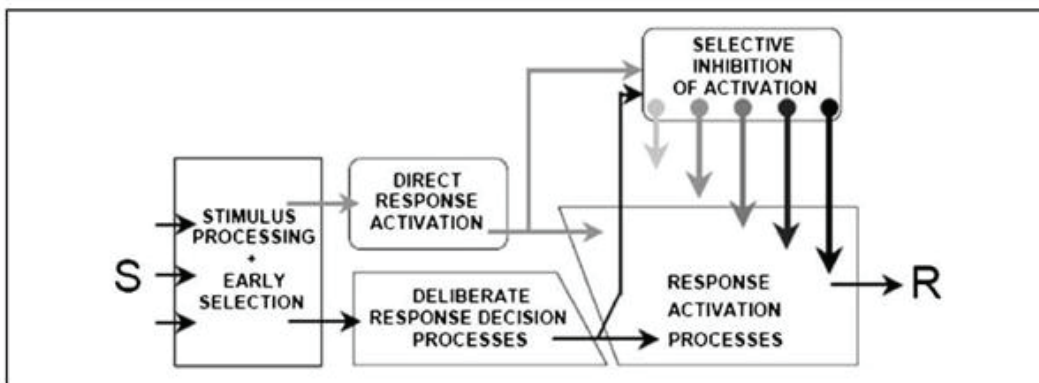 SELECTIVE
INHIBITION
OF ACTIVATION
DIRECT
RESPONSE
ACTIVATION
STIMULUS
PROCESSING
+
EARLY
SELECTION
S
DELIBERATE
RESPONSE DECISION
PROCESSES
RESPONSE
ACTIVATION
PROCESSES
R